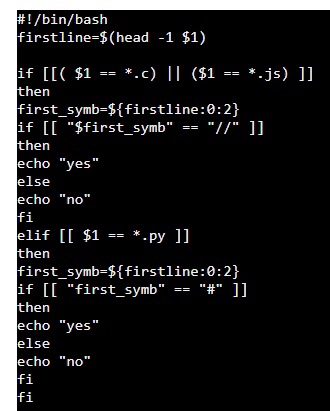 #!/bin/bash
firstline=$(head -1 $1)
if [[( $1 == *.c) || ($1 == *.js) ]]
then
first_symb=${firstline:0:2}
if [[ "$first_symb" == "//" ]]
then
echo "yes"
else
echo "no"
fi
elif [[ $1 == *.py ]]
then
first_symb=${firstline:0:2}
if [[ "first_symb" == "#" ]]
then
echo "yes"
else
echo "no"
fi
fi